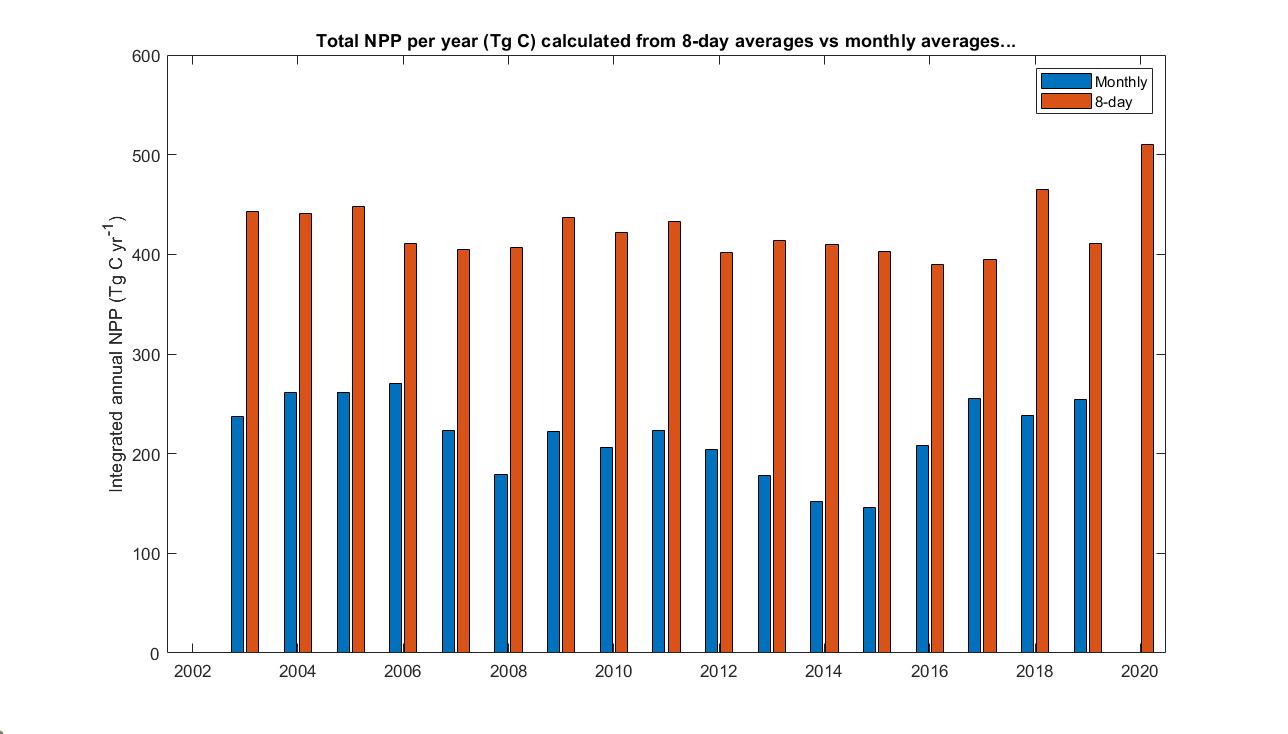 Total NPP per year (Tg C) calculated from 8-day averages vs monthly averages...
Monthly
8-day
Integrated annual NPP (Tg C yr-1)
600
500
400
300
200
100
0
2002 2004 2006 2008 2010 2012 2014 2016 2018 2020